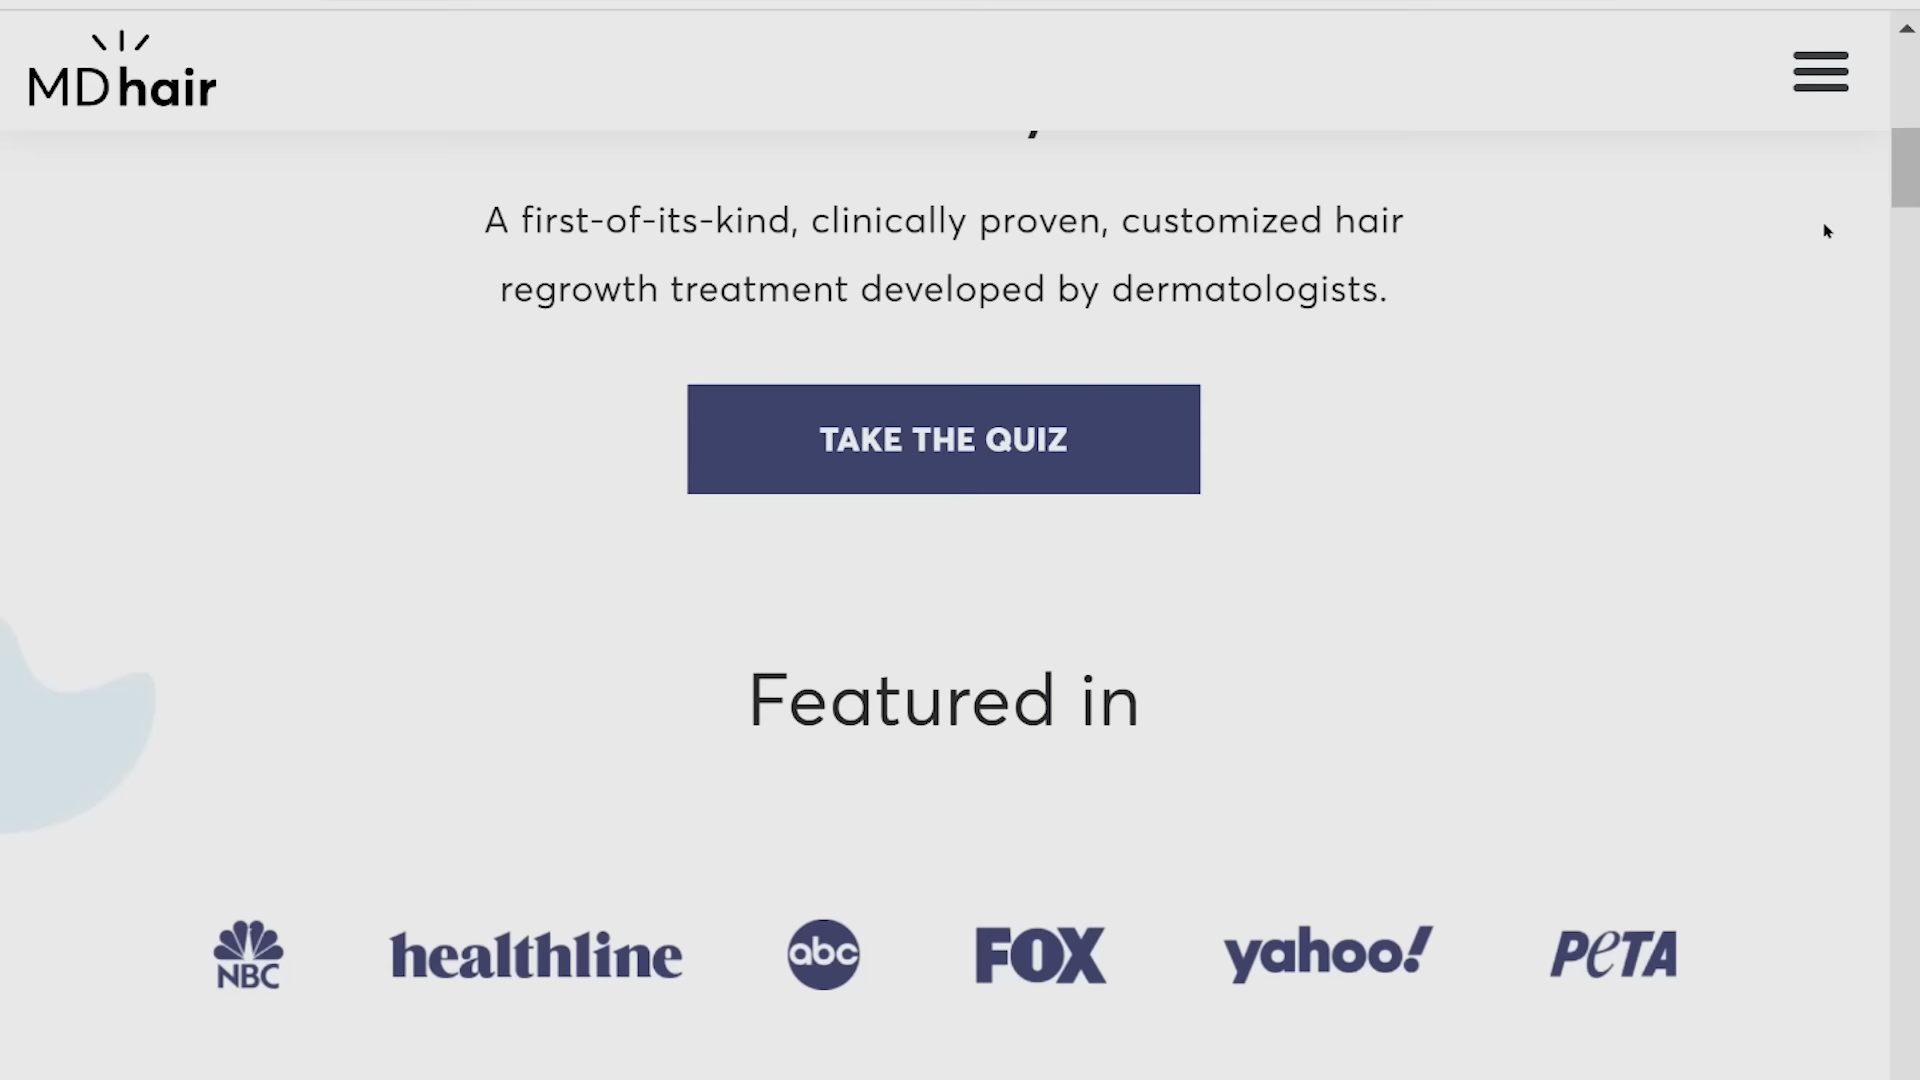 MDhair
A first-of-its-kind, clinically proven, customized hair
regrowth treatment developed by dermatologists.
TAKE THE QUIZ
Featured in
NBC
healthline
abc
FOX
yahoo!
PeTA